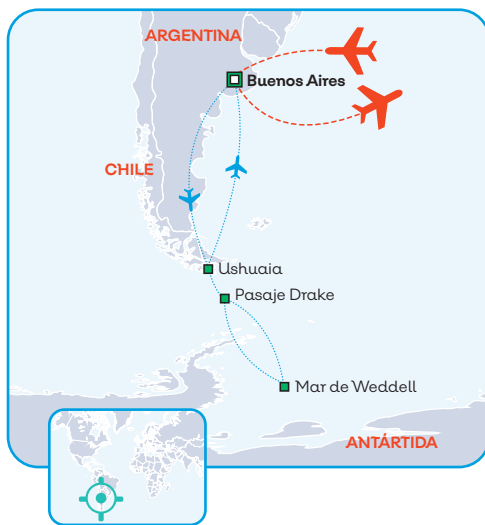 ARGENTINA
Buenos Aires
CHILE
Ushuaia
Pasaje Drake
Mar de Weddell
ANTÁRTIDA